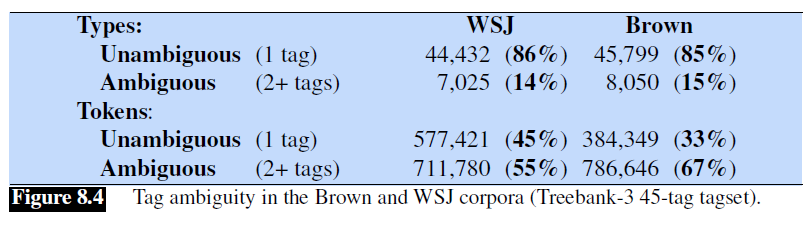 Types: WSJ Brown
Unambiguous (1 tag) 44,432 (86%) 45,799 (85%)
Ambiguous (2+ tags) 7,025 (14%) 8,050 (15%)
Tokens:
Unambiguous (1 tag) 577,421 (45%) 384,349 (33%)
Ambiguous (2+ tags) 711,780 (55%) 786,646 (67%)
Figure 8.4 Tag ambiguity in the Brown and WSJ corpora (Treebank-3 45-tag tagset).